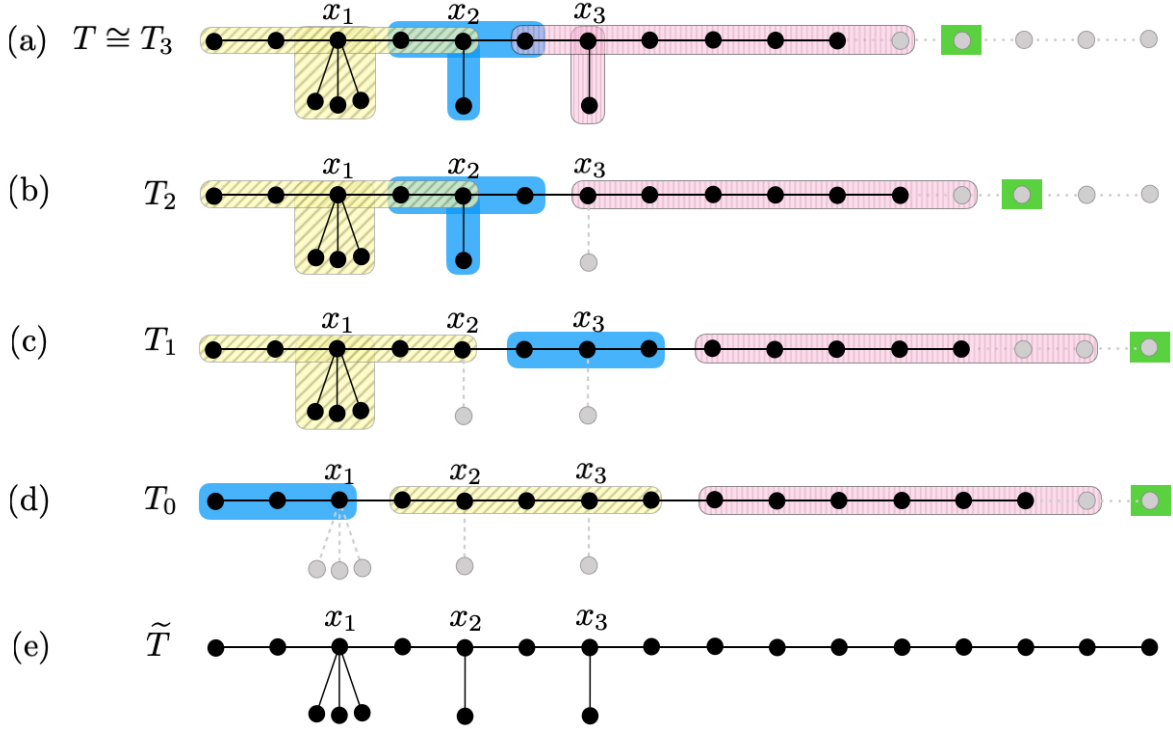 x₁ x₂ x₃
(a) T ≅ T₃
x₁ x₂ x₃
(b) T₂
x₁ x₂ x₃
(c) T₁
x₁ x₂ x₃
(d) T₀
x₁ x₂ x₃
(e) T̃